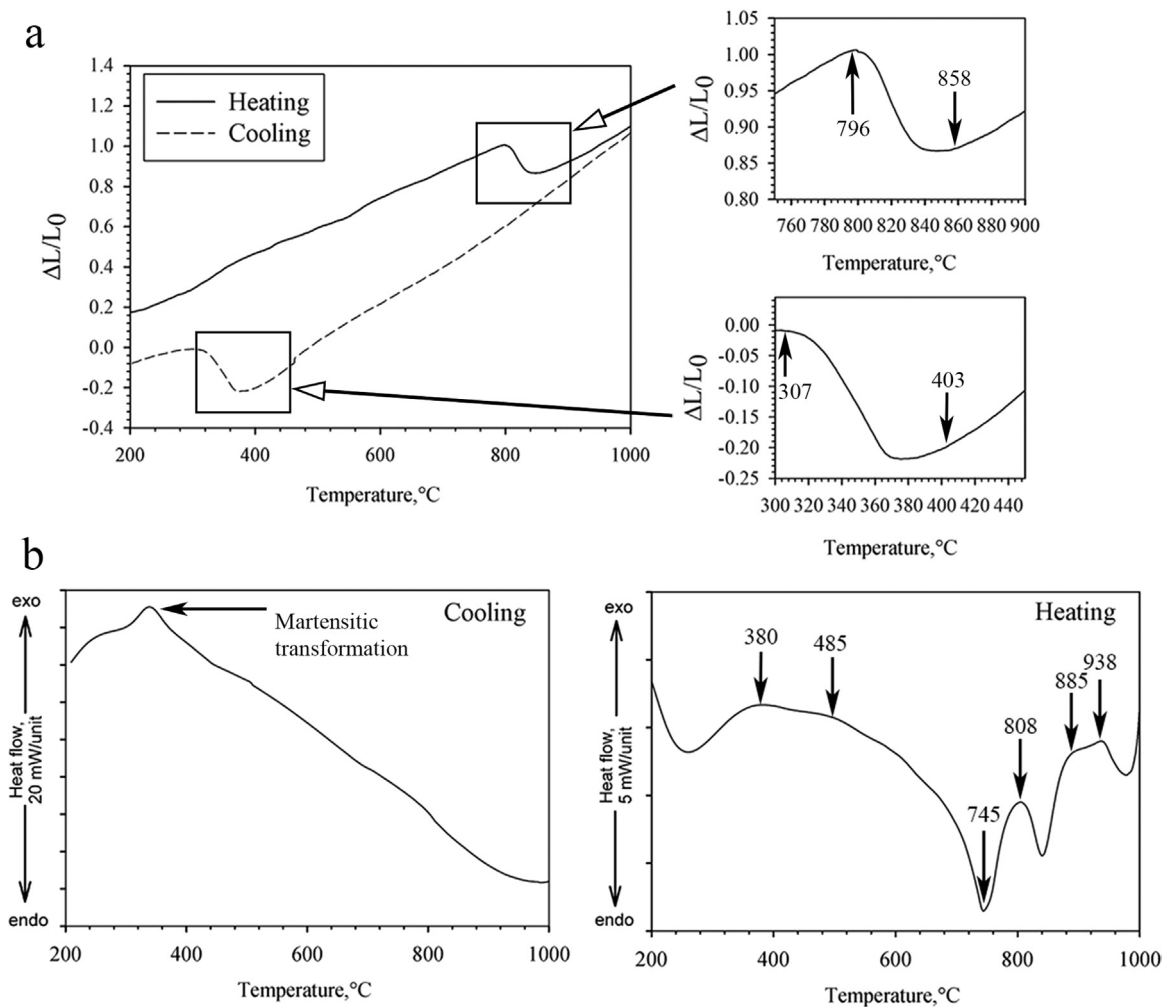 a
1.4
1.2
1.0
0.8
0.6
0.4
0.2
0.0
-0.2
-0.4
ΔL/L0
Heating
Cooling
200 400 600 800 1000
Temperature,°C
1.05
1.00
0.95
0.90
0.85
0.80
ΔL/L0
796
858
760 780 800 820 840 860 880 900
Temperature,°C
0.00
-0.05
-0.10
-0.15
-0.20
-0.25
ΔL/L0
307
403
300 320 340 360 380 400 420 440
Temperature,°C
b
exo
Heat flow,
20 mW/unit
endo
Cooling
Martensitic
transformation
200 400 600 800 1000
Temperature,°C
exo
Heat flow,
5 mW/unit
endo
Heating
380
485
745
808
885
938
200 400 600 800 1000
Temperature,°C